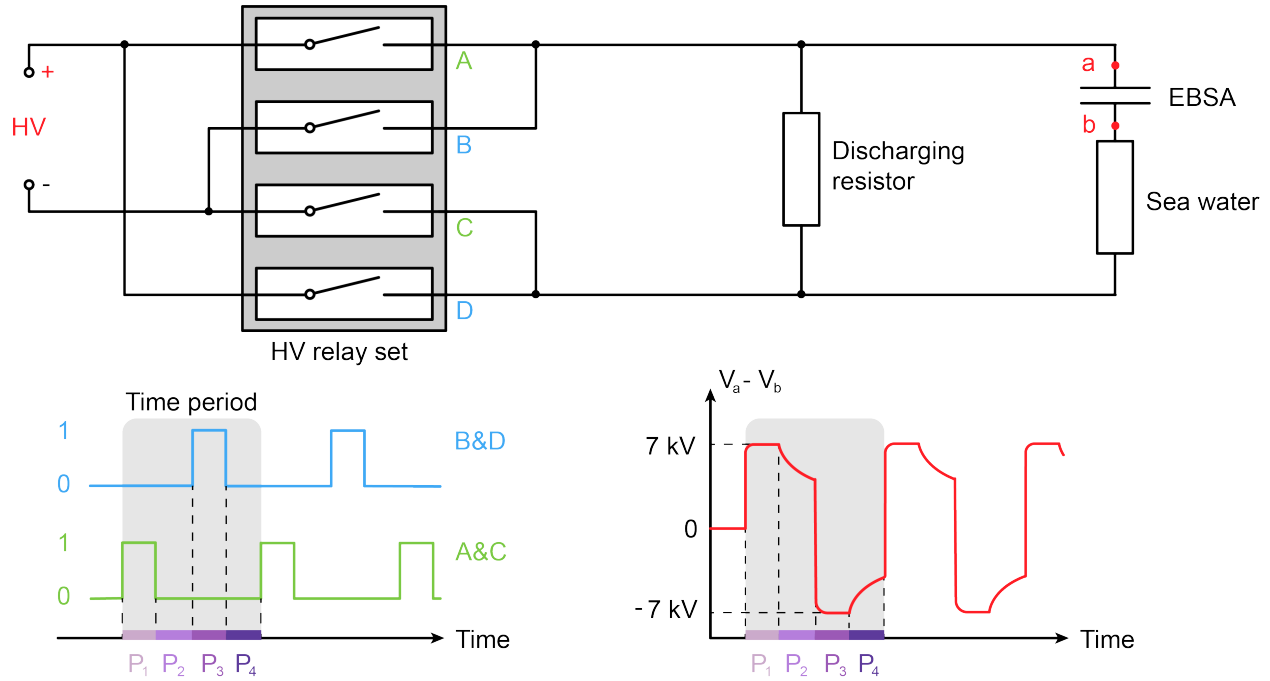 +
HV
-
A
B
C
D
HV relay set
Discharging
resistor
a
b
EBSA
Sea water
Time period
1
0
B&D
1
0
A&C
Time
P₁ P₂ P₃ P₄
Vₐ - V_b
7 kV
0
-7 kV
Time
P₁ P₂ P₃ P₄